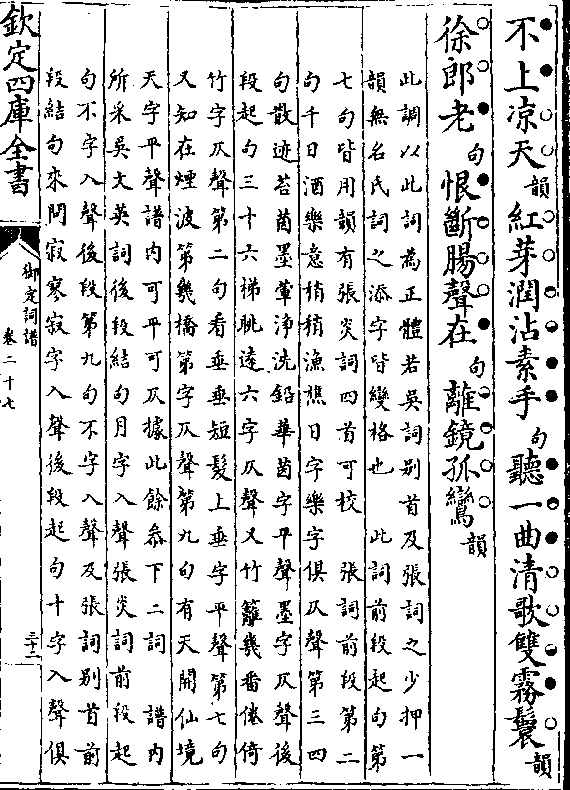 不上涼天韻紅芽潤沾素手句聽一曲清歌雙霧鬟韻
徐郎老句恨斷腸聲在句離鏡孤鸞韻
此調以此詞為正體若吳詞別首及張詞之少押一
韻無名氏詞之添字皆變格也　此詞前段起句第
七句皆用韻有張炎詞四首可校　張詞前段第二
句千日酒樂意稍稍漁樵日字樂字俱仄聲第三四
句散迹苔茵墨暈淨洗鉛華茵字平聲墨字仄聲後
段起句三十六梯眺遠六字仄聲又竹籬幾番倦倚
竹字仄聲第二句看垂垂短髮上垂字平聲第七句
又知在煙波第幾橋第字仄聲第九句有天開仙境
天字平聲譜內可平可仄據此餘叅下二詞　譜內
所采吳文英詞後段結句月字入聲張炎詞前段起
句不字入聲後段第九句不字入聲及張詞別首前
段結句來問寂寥寂字入聲後段起句十字入聲俱
欽定四庫全書
御定詞譜
卷二十七
三十二